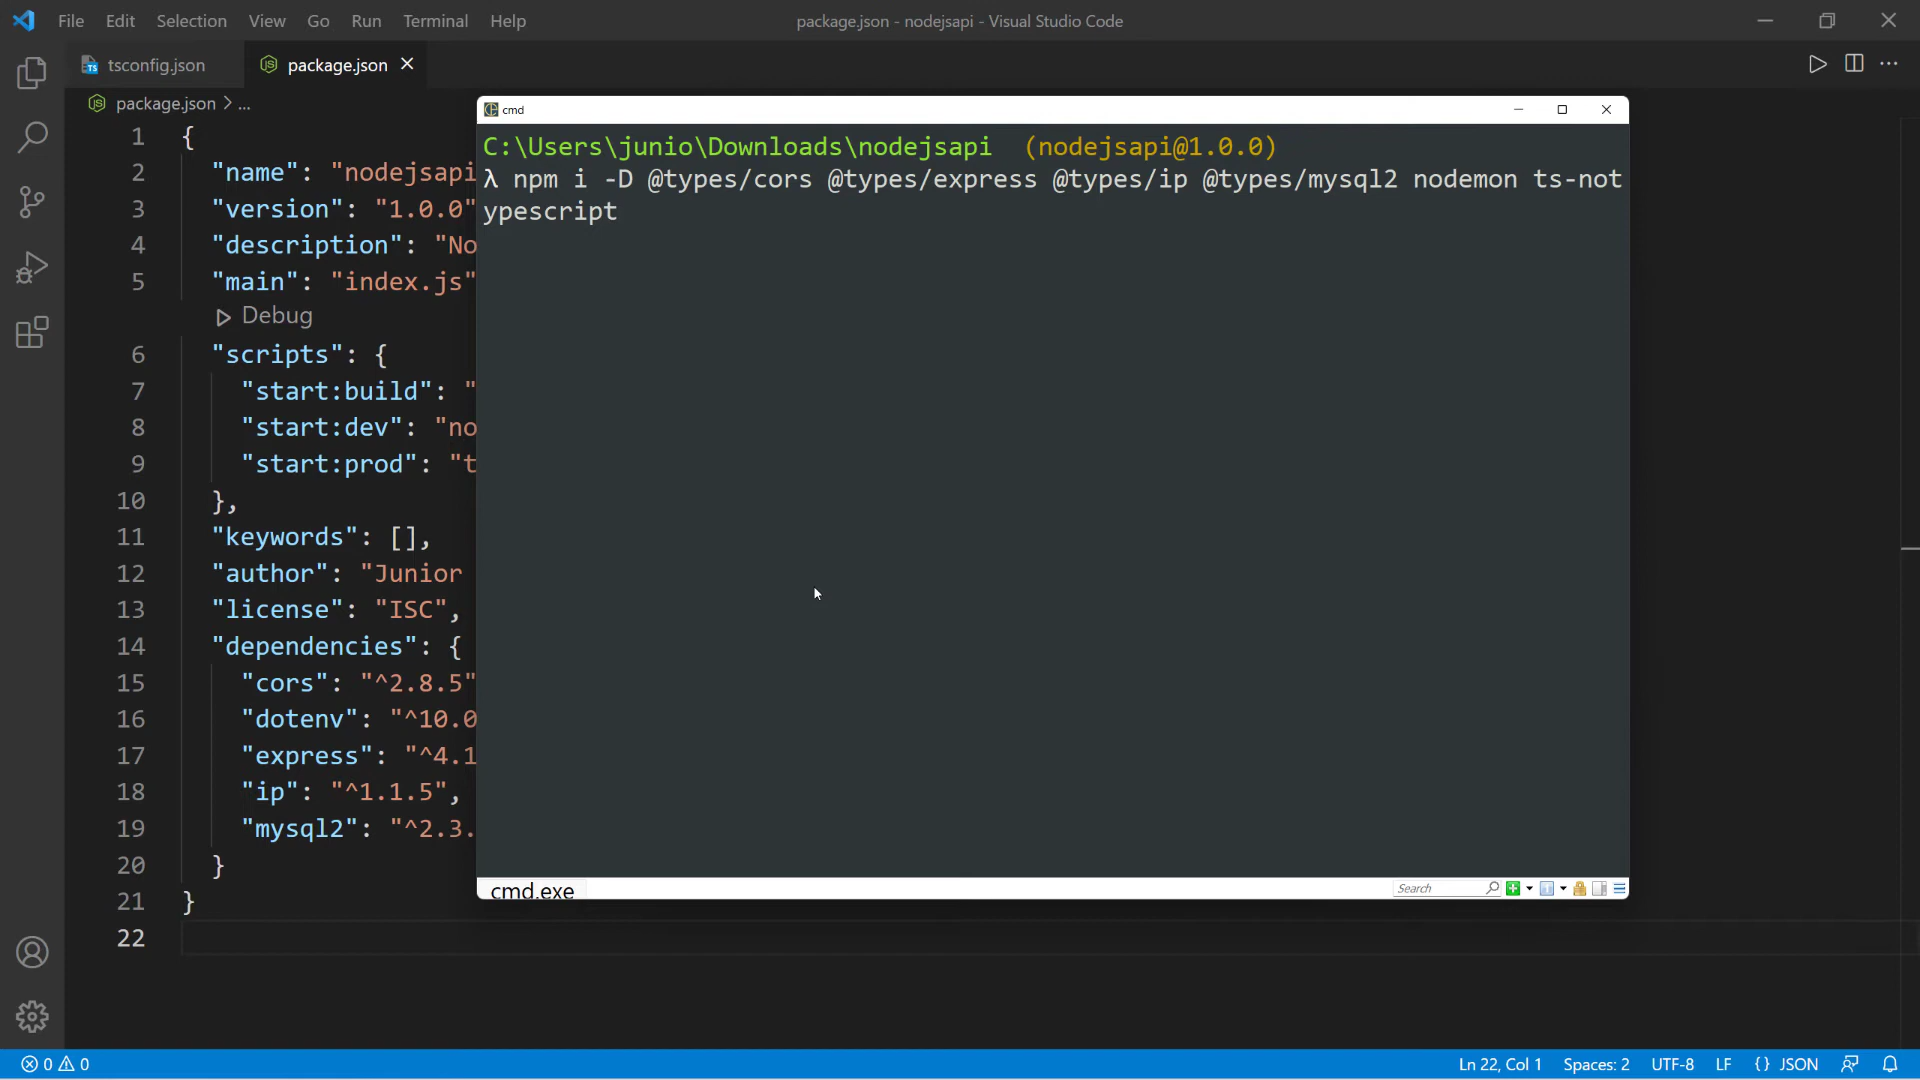 File Edit Selection View Go Run Terminal Help
package.json - nodejsapi - Visual Studio Code
tsconfig.json
package.json
package.json > ...
cmd
C:\Users\junio\Downloads\nodejsapi (nodejsapi@1.0.0)
λ npm i -D @types/cors @types/express @types/ip @types/mysql2 nodemon ts-not
ypescript
1 {
2 "name": "nodejsapi
3 "version": "1.0.0"
4 "description": "No
5 "main": "index.js"
Debug
6 "scripts": {
7 "start:build": "
8 "start:dev": "no
9 "start:prod": "t
10 },
11 "keywords": [],
12 "author": "Junior
13 "license": "ISC",
14 "dependencies": {
15 "cors": "^2.8.5"
16 "dotenv": "^10.0
17 "express": "^4.1
18 "ip": "^1.1.5",
19 "mysql2": "^2.3.
20 }
21 }
22
cmd.exe
Search
0 0
Ln 22, Col 1 Spaces: 2 UTF-8 LF {} JSON